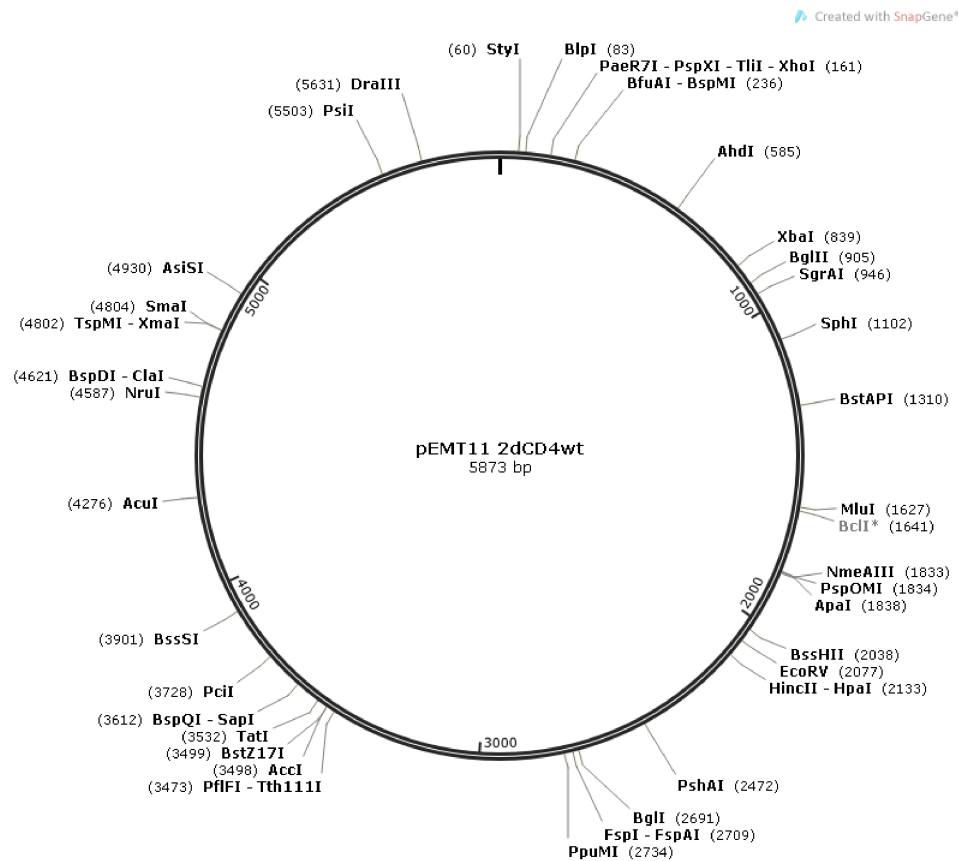 Created with SnapGene®
(60) StyI
BlpI (83)
PaeR7I - PspXI - TliI - XhoI (161)
BfuAI - BspMI (236)
(5631) DraIII
(5503) PsiI
AhdI (585)
XbaI (839)
BglII (905)
SgrAI (946)
(4930) AsiSI
5000
1000
(4804) SmaI
(4802) TspMI - XmaI
SphI (1102)
(4621) BspDI - ClaI
(4587) NruI
BstAPI (1310)
pEMT11 2dCD4wt
5873 bp
(4276) AcuI
MluI (1627)
BclI* (1641)
NmeAIII (1833)
PspOMI (1834)
ApaI (1838)
4000
2000
(3901) BssSI
BssHII (2038)
EcoRV (2077)
HincII - HpaI (2133)
(3728) PciI
(3612) BspQI - SapI
(3532) TatI
(3499) BstZ17I
(3498) AccI
(3473) PflFI - Tth111I
3000
PshAI (2472)
BglI (2691)
FspI - FspAI (2709)
PpuMI (2734)